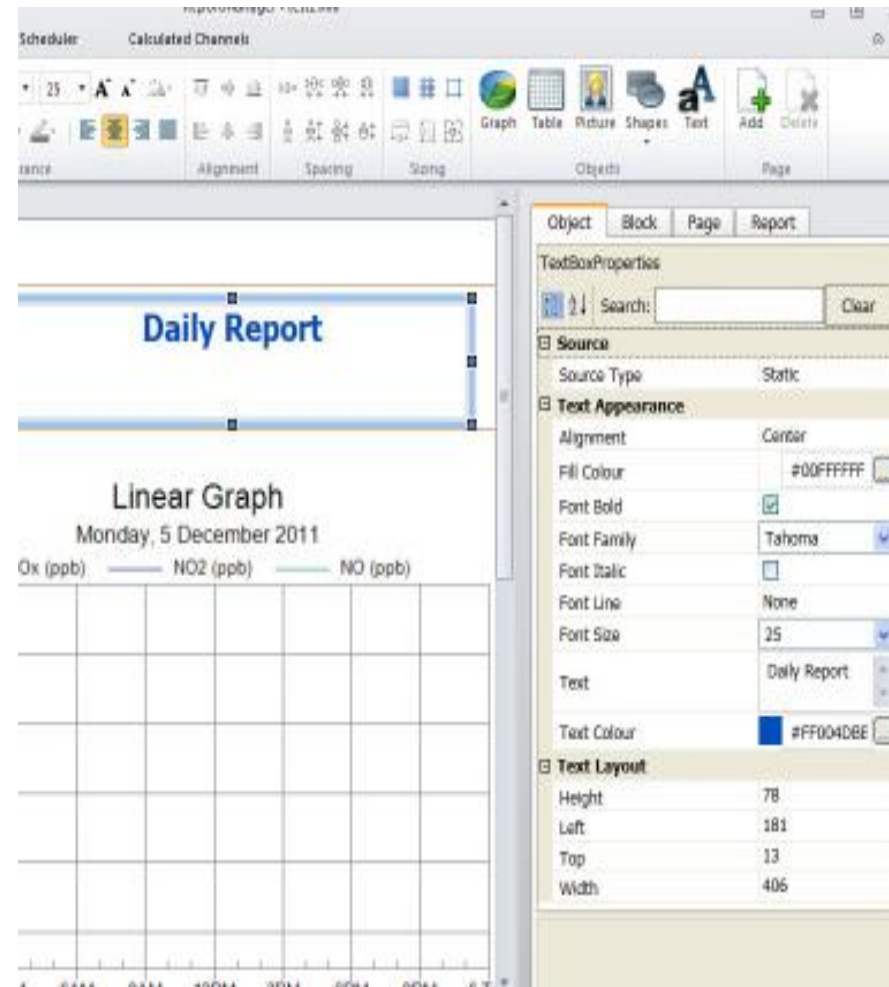 Scheduler Calculated Channels
25 A A
Graph Table Picture Shapes Text Add Delete
Alignment Spacing Sizing Objects Page
Object Block Page Report
TextBoxProperties
Search: Clear
Daily Report
Source
Source Type Static
Text Appearance
Alignment Center
Fill Colour #00FFFFFF
Font Bold
Font Family Tahoma
Font Italic
Font Line None
Font Size 25
Text Daily Report
Text Colour #FF004DBE
Text Layout
Height 78
Left 181
Top 13
Width 406
Linear Graph
Monday, 5 December 2011
Ox (ppb) NO2 (ppb) NO (ppb)